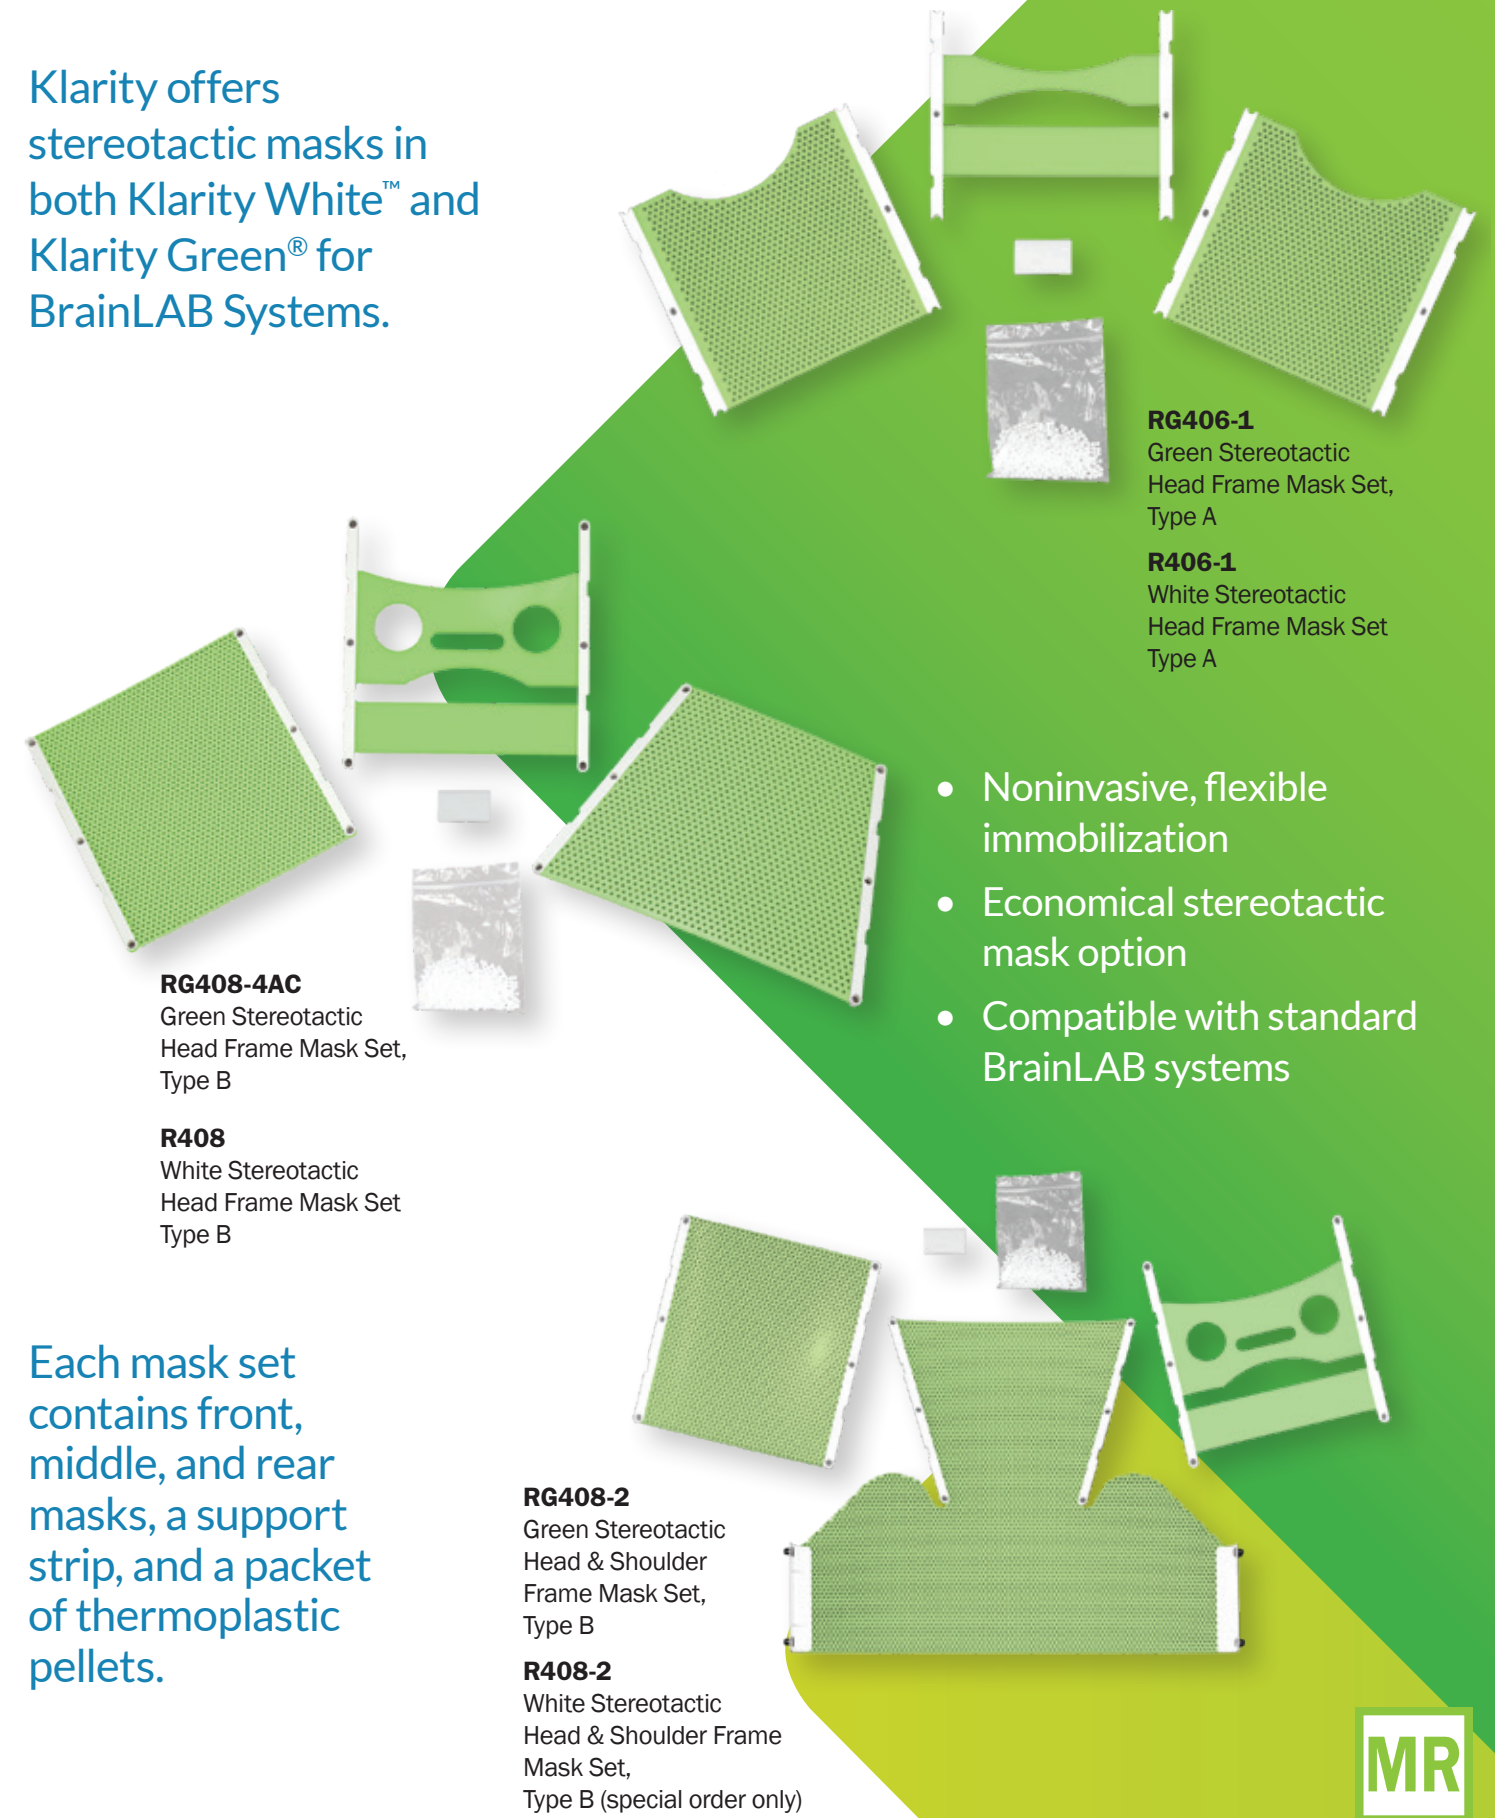 Klarity offers
stereotactic masks in
both Klarity White™ and
Klarity Green® for
BrainLAB Systems.
RG406-1
Green Stereotactic
Head Frame Mask Set,
Type A
R406-1
White Stereotactic
Head Frame Mask Set
Type A
• Noninvasive, flexible
immobilization
• Economical stereotactic
mask option
• Compatible with standard
BrainLAB systems
RG408-4AC
Green Stereotactic
Head Frame Mask Set,
Type B
R408
White Stereotactic
Head Frame Mask Set
Type B
Each mask set
contains front,
middle, and rear
masks, a support
strip, and a packet
of thermoplastic
pellets.
RG408-2
Green Stereotactic
Head & Shoulder
Frame Mask Set,
Type B
R408-2
White Stereotactic
Head & Shoulder Frame
Mask Set,
Type B (special order only)
MR